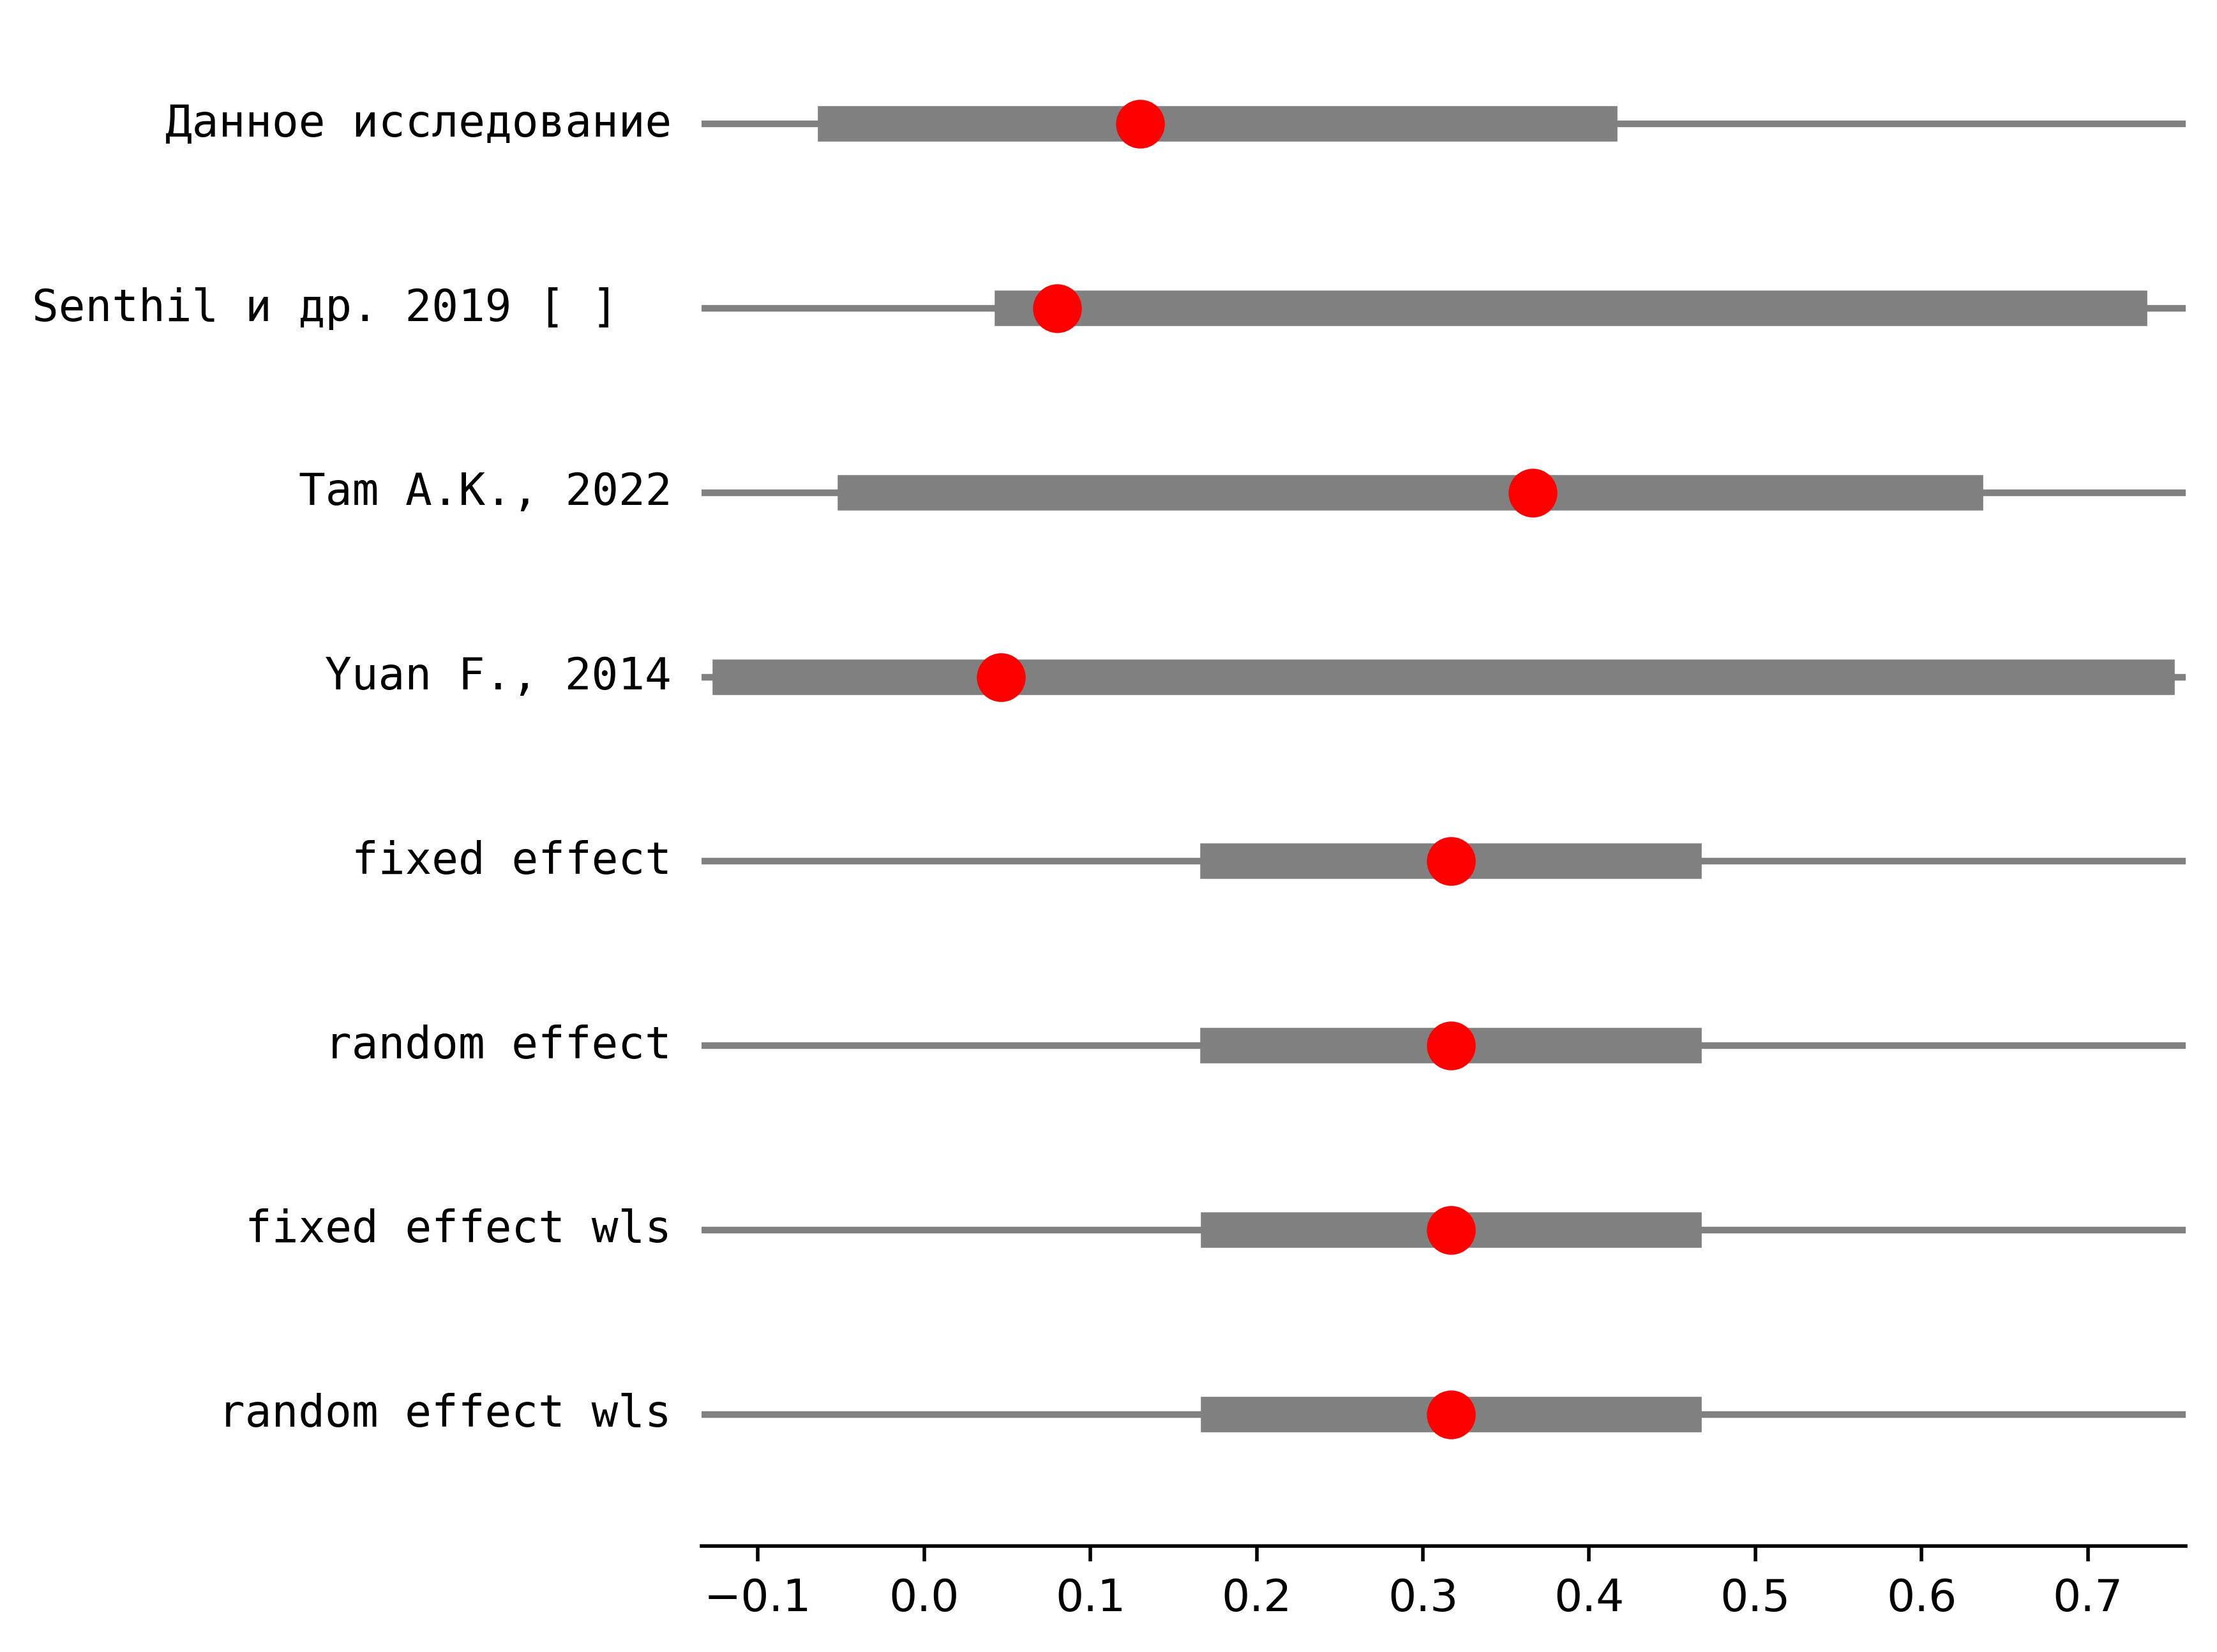 Данное исследование
Senthil и др. 2019 [ ]
Tam A.K., 2022
Yuan F., 2014
fixed effect
random effect
fixed effect wls
random effect wls
−0.1 0.0 0.1 0.2 0.3 0.4 0.5 0.6 0.7